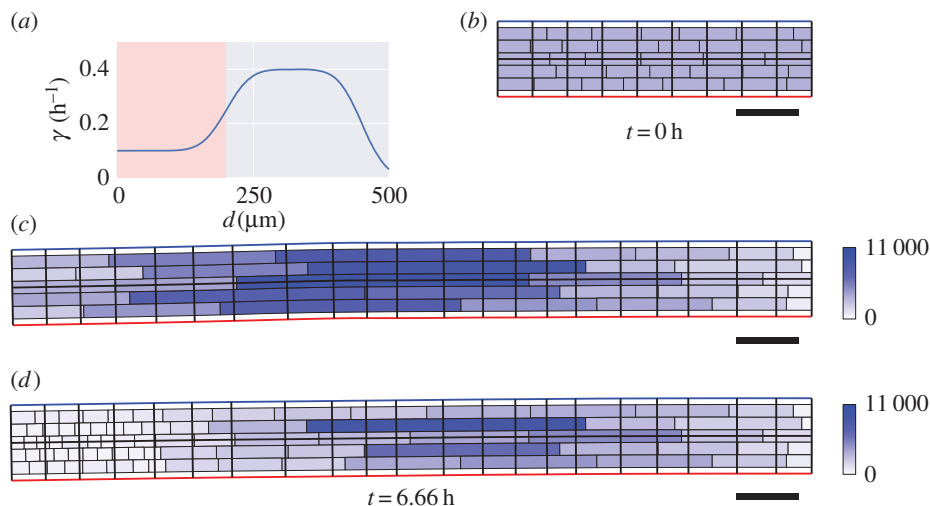 (a)
(b)
0.4
0.2
0
γ (h⁻¹)
0
250
500
d(μm)
t = 0 h
(c)
11 000
0
(d)
11 000
0
t = 6.66 h